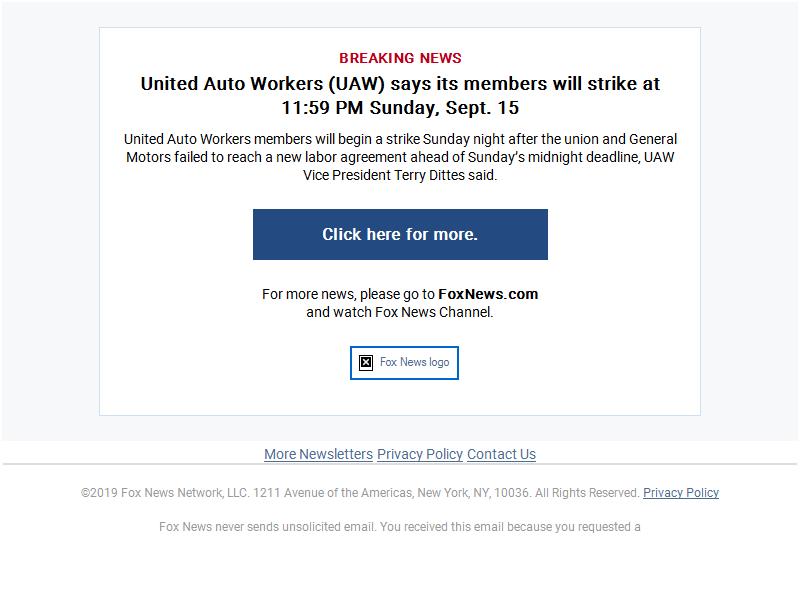 BREAKING NEWS
United Auto Workers (UAW) says its members will strike at
11:59 PM Sunday, Sept. 15
United Auto Workers members will begin a strike Sunday night after the union and General
Motors failed to reach a new labor agreement ahead of Sunday's midnight deadline, UAW
Vice President Terry Dittes said.
Click here for more.
For more news, please go to FoxNews.com
and watch Fox News Channel.
Fox News logo
More Newsletters Privacy Policy Contact Us
©2019 Fox News Network, LLC. 1211 Avenue of the Americas, New York, NY, 10036. All Rights Reserved. Privacy Policy
Fox News never sends unsolicited email. You received this email because you requested a